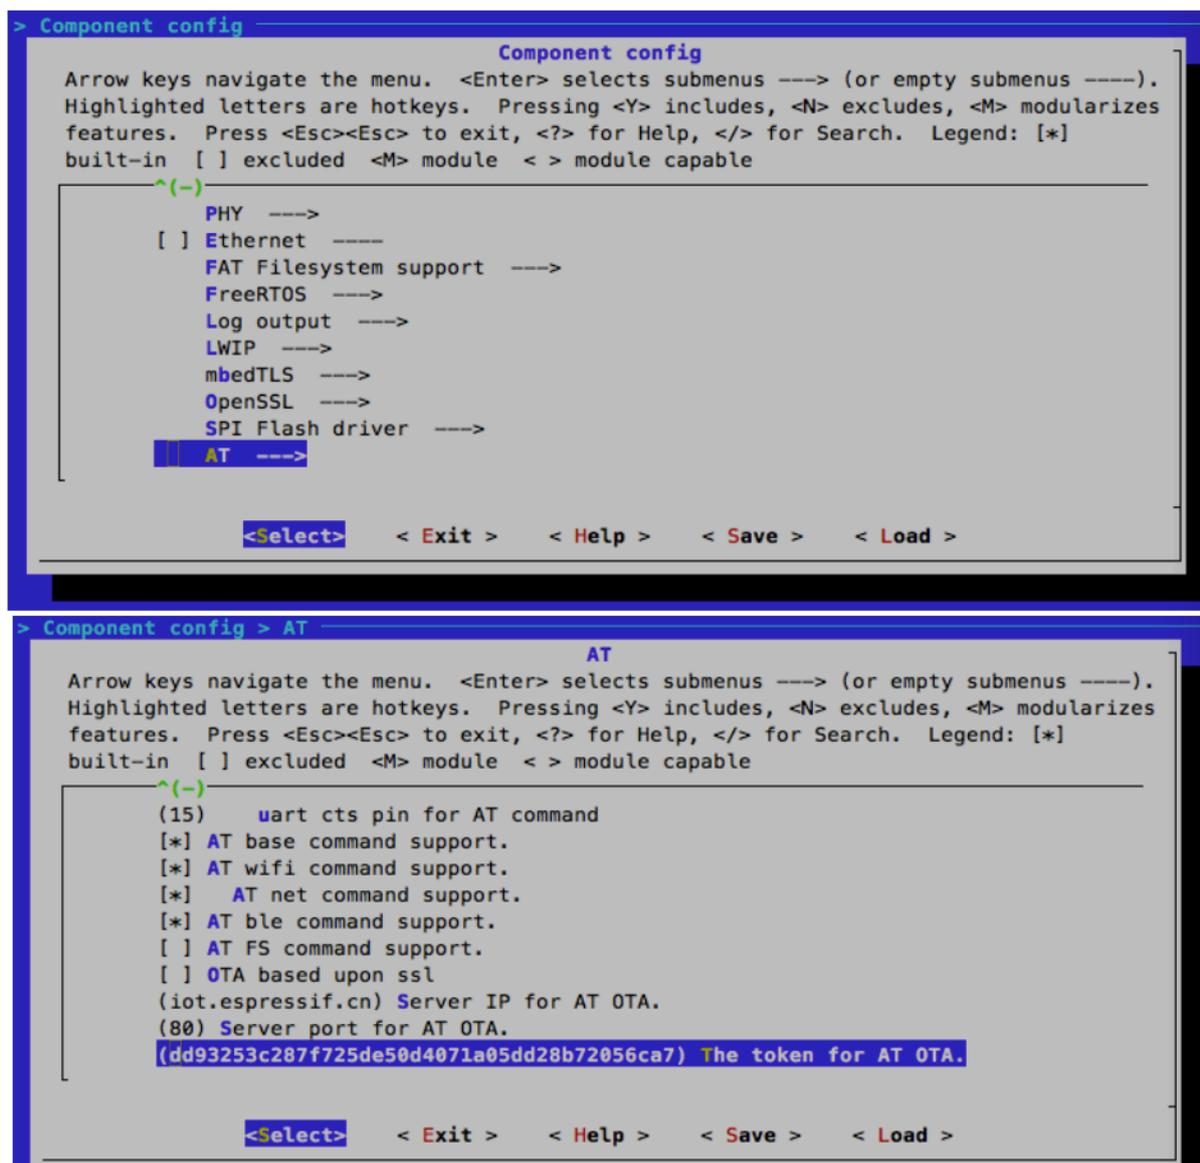 > Component config
Component config
Arrow keys navigate the menu.  <Enter> selects submenus ---> (or empty submenus ----).
Highlighted letters are hotkeys.  Pressing <Y> includes, <N> excludes, <M> modularizes
features.  Press <Esc><Esc> to exit, <?> for Help, </> for Search.  Legend: [*]
built-in  [ ] excluded  <M> module  < > module capable
^(-)
PHY  --->
[ ] Ethernet  ----
FAT Filesystem support  --->
FreeRTOS  --->
Log output  --->
LWIP  --->
mbedTLS  --->
OpenSSL  --->
SPI Flash driver  --->
AT  --->
<Select>    < Exit >    < Help >    < Save >    < Load >
> Component config > AT
AT
Arrow keys navigate the menu.  <Enter> selects submenus ---> (or empty submenus ----).
Highlighted letters are hotkeys.  Pressing <Y> includes, <N> excludes, <M> modularizes
features.  Press <Esc><Esc> to exit, <?> for Help, </> for Search.  Legend: [*]
built-in  [ ] excluded  <M> module  < > module capable
^(-)
(15)    uart cts pin for AT command
[*] AT base command support.
[*] AT wifi command support.
[*]   AT net command support.
[*] AT ble command support.
[ ] AT FS command support.
[ ] OTA based upon ssl
(iot.espressif.cn) Server IP for AT OTA.
(80) Server port for AT OTA.
(dd93253c287f725de50d4071a05dd28b72056ca7) The token for AT OTA.
<Select>    < Exit >    < Help >    < Save >    < Load >